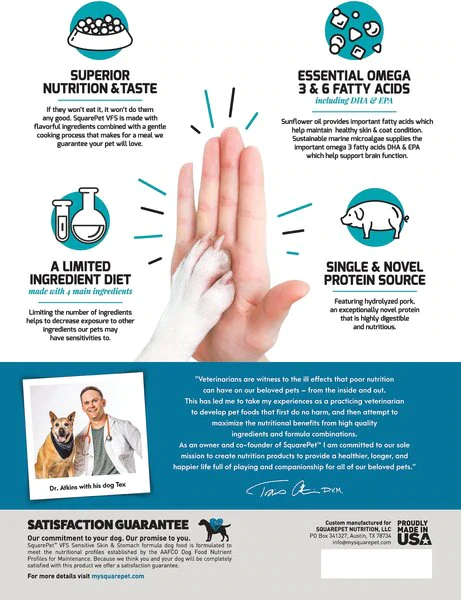 SUPERIOR
NUTRITION & TASTE
If they won't eat it, it won't do them
any good. SquarePet VFS is made with
flavorful ingredients combined with a gentle
cooking process that makes for a meal we
guarantee your pet will love.
ESSENTIAL OMEGA
3 & 6 FATTY ACIDS
including DHA & EPA
Sunflower oil provides important fatty acids which
help maintain healthy skin & coat condition.
Sustainable marine microalgae supplies the
important omega 3 fatty acids DHA & EPA
which help support brain function.
A LIMITED
INGREDIENT DIET
made with 4 main ingredients
Limiting the number of ingredients
helps to decrease exposure to other
ingredients our pets may
have sensitivities to.
SINGLE & NOVEL
PROTEIN SOURCE
Featuring hydrolyzed pork,
an exceptionally novel protein
that is highly digestible
and nutritious.
"Veterinarians are witness to the ill effects that poor nutrition
can have on our beloved pets – from the inside and out.
This has led me to take my experiences as a practicing veterinarian
to develop pet foods that first do no harm, and then attempt to
maximize the nutritional benefits from high quality
ingredients and formula combinations.
As an owner and co-founder of SquarePet™ I am committed to our sole
mission to create nutrition products to provide a healthier, longer, and
happier life full of playing and companionship for all of our beloved pets."
DVM
Dr. Atkins with his dog Tex
SATISFACTION GUARANTEE
Our commitment to your dog. Our promise to you.
SquarePet® VFS Sensitive Skin & Stomach formula dog food is formulated to
meet the nutritional profiles established by the AAFCO Dog Food Nutrient
Profiles for Maintenance. Because we think you and your dog will be completely
satisfied with this product we offer a satisfaction guarantee.
For more details visit mysquarepet.com
Custom manufactured for
SQUAREPET NUTRITION, LLC
PO Box 341327, Austin, TX 78734
info@mysquarepet.com
PROUDLY
MADE IN
USA